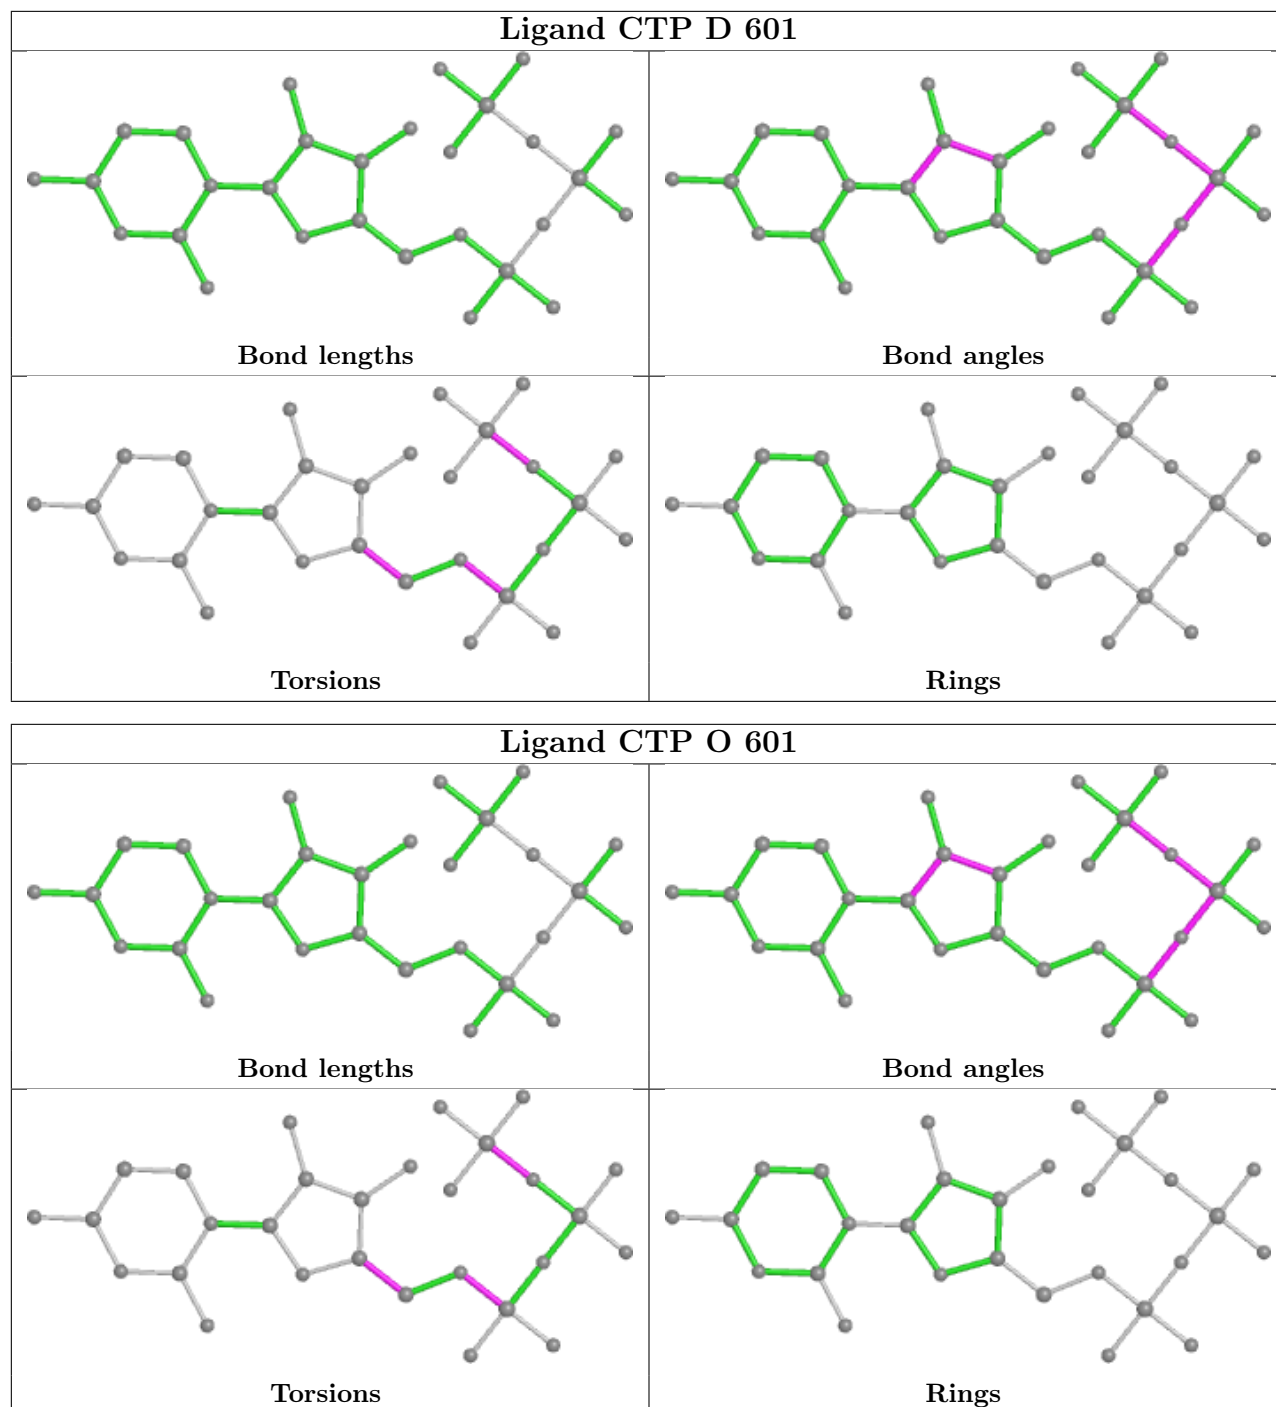 Ligand CTP D 601
Bond lengths
Bond angles
Torsions
Rings
Ligand CTP O 601
Bond lengths
Bond angles
Torsions
Rings